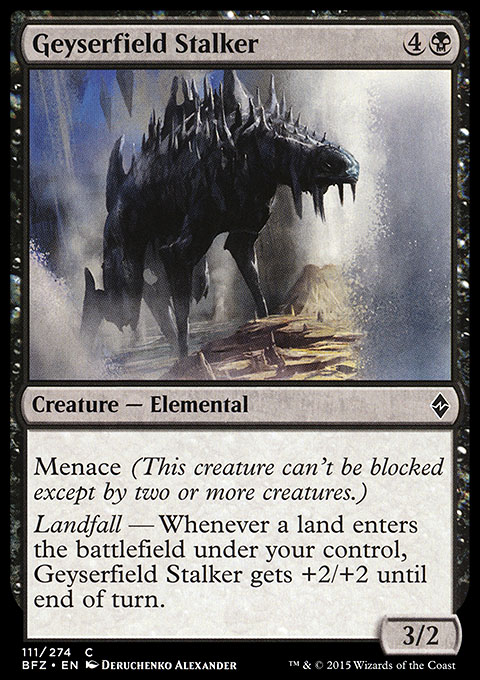 Geyserfield Stalker 4
Creature — Elemental
Menace (This creature can't be blocked
except by two or more creatures.)
Landfall — Whenever a land enters
the battlefield under your control,
Geyserfield Stalker gets +2/+2 until
end of turn.
3/2
111/274 C
BFZ • EN Deruchenko Alexander
™ & © 2015 Wizards of the Coast